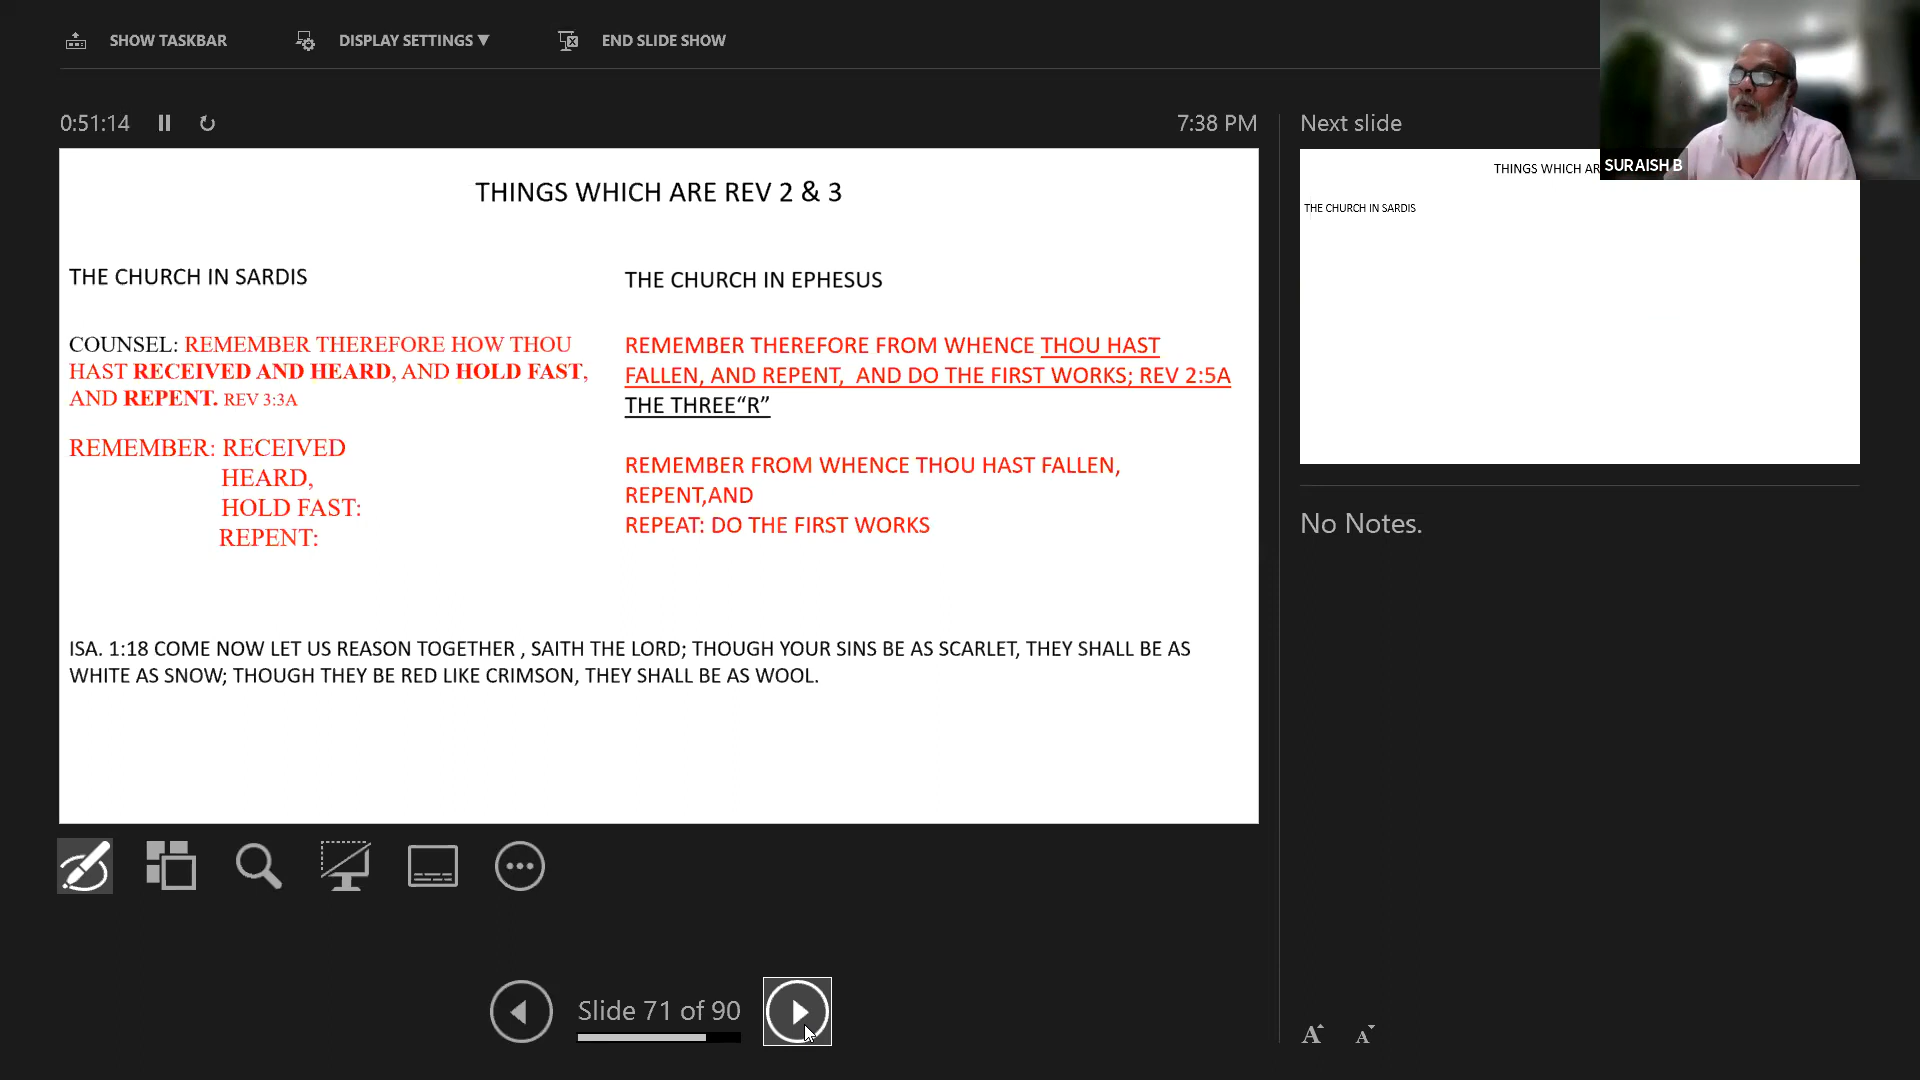 SHOW TASKBAR
DISPLAY SETTINGS ▼
END SLIDE SHOW
0:51:14
7:38 PM
Next slide
SURAISH B
THINGS WHICH ARE REV 2 & 3
THE CHURCH IN SARDIS
THE CHURCH IN EPHESUS
COUNSEL: REMEMBER THEREFORE HOW THOU
HAST RECEIVED AND HEARD, AND HOLD FAST,
AND REPENT. REV 3:3A
REMEMBER: RECEIVED
HEARD,
HOLD FAST:
REPENT:
REMEMBER THEREFORE FROM WHENCE THOU HAST
FALLEN, AND REPENT, AND DO THE FIRST WORKS; REV 2:5A
THE THREE“R”
REMEMBER FROM WHENCE THOU HAST FALLEN,
REPENT,AND
REPEAT: DO THE FIRST WORKS
ISA. 1:18 COME NOW LET US REASON TOGETHER , SAITH THE LORD; THOUGH YOUR SINS BE AS SCARLET, THEY SHALL BE AS
WHITE AS SNOW; THOUGH THEY BE RED LIKE CRIMSON, THEY SHALL BE AS WOOL.
THINGS WHICH AR
THE CHURCH IN SARDIS
No Notes.
Slide 71 of 90
A A